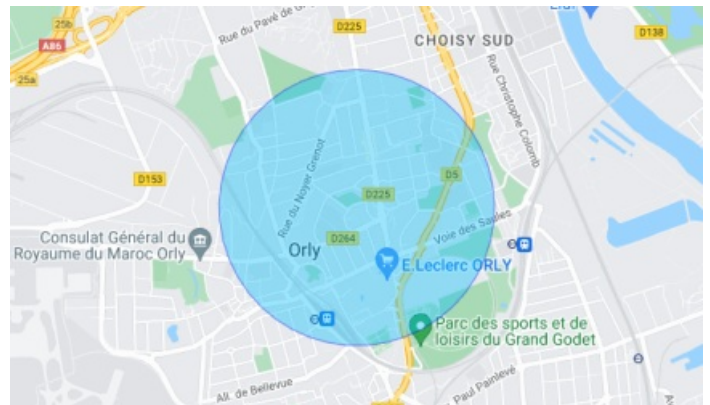 25b
Rue du Pavé de G
D225
CHOISY SUD
D138
A86
25a
Rue Christophe Colomb
D153
Rue du Noyer Grenot
D225
D5
Consulat Général du
Royaume du Maroc Orly
Orly
D264
Voie des Saules
E.Leclerc ORLY
Parc des sports et de
loisirs du Grand Godet
All. de Bellevue
Paul Painlevé